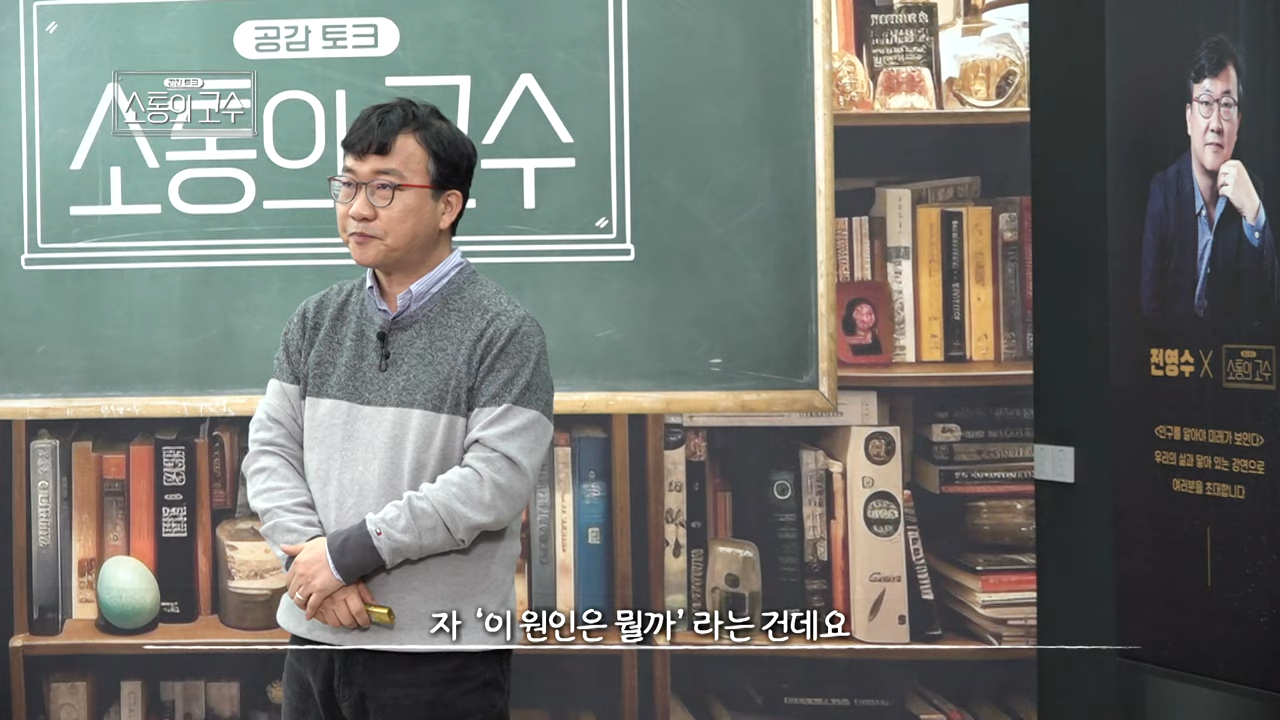 공감 토크
소통의 고수
공감 토크
소통의 고수
전영수 X 소통의 고수
<인구를 알아야 미래가 보인다>
우리의 삶과 닿아 있는 강연으로
여러분을 초대합니다
자 ‘이 원인은 뭘까’ 라는 건데요